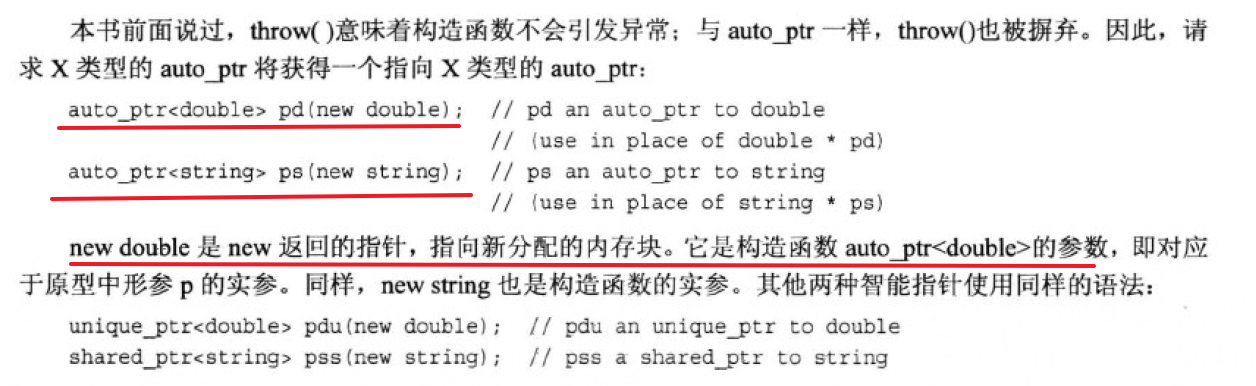 本书前面说过，throw( )意味着构造函数不会引发异常；与 auto_ptr 一样，throw()也被摒弃。因此，请
求 X 类型的 auto_ptr 将获得一个指向 X 类型的 auto_ptr：
auto_ptr<double> pd(new double); // pd an auto_ptr to double
// (use in place of double * pd)
auto_ptr<string> ps(new string); // ps an auto_ptr to string
// (use in place of string * ps)
new double 是 new 返回的指针，指向新分配的内存块。它是构造函数 auto_ptr<double>的参数，即对应
于原型中形参 p 的实参。同样，new string 也是构造函数的实参。其他两种智能指针使用同样的语法：
unique_ptr<double> pdu(new double); // pdu an unique_ptr to double
shared_ptr<string> pss(new string); // pss a shared_ptr to string